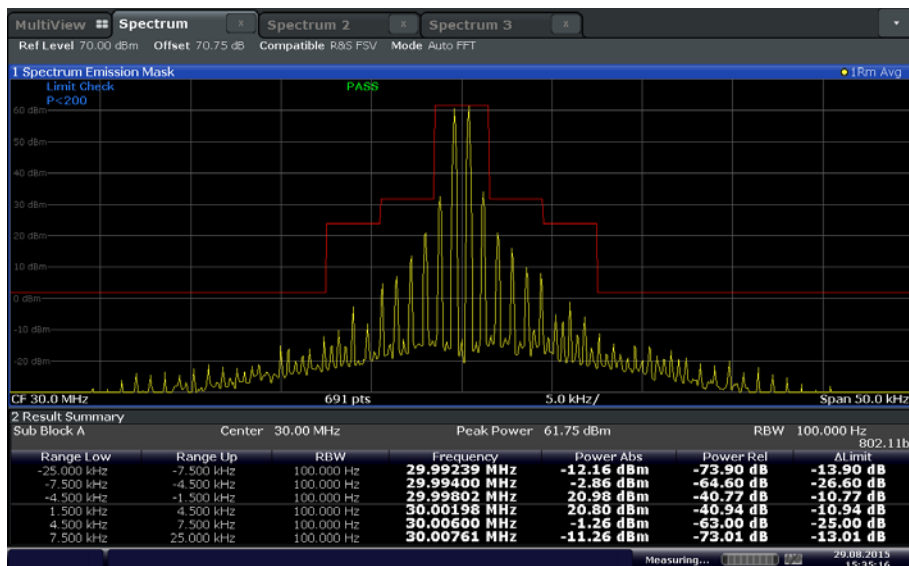 MultiView Spectrum x Spectrum 2 x Spectrum 3 x
Ref Level 70.00 dBm Offset 70.75 dB Compatible R&S FSV Mode Auto FFT
1 Spectrum Emission Mask 1Rm Avg
Limit Check PASS
P<200
60 dBm
50 dBm
40 dBm
30 dBm
20 dBm
10 dBm
0 dBm
-10 dBm
-20 dBm
CF 30.0 MHz 691 pts 5.0 kHz/ Span 50.0 kHz
2 Result Summary
Sub Block A Center 30.00 MHz Peak Power 61.75 dBm RBW 100.000 Hz
802.11b
Range Low Range Up RBW Frequency Power Abs Power Rel ΔLimit
-25.000 kHz -7.500 kHz 100.000 Hz 29.99239 MHz -12.16 dBm -73.90 dB -13.90 dB
-7.500 kHz -4.500 kHz 100.000 Hz 29.99400 MHz -2.86 dBm -64.60 dB -26.60 dB
-4.500 kHz -1.500 kHz 100.000 Hz 29.99802 MHz 20.98 dBm -40.77 dB -10.77 dB
1.500 kHz 4.500 kHz 100.000 Hz 30.00198 MHz 20.80 dBm -40.94 dB -10.94 dB
4.500 kHz 7.500 kHz 100.000 Hz 30.00600 MHz -1.26 dBm -63.00 dB -25.00 dB
7.500 kHz 25.000 kHz 100.000 Hz 30.00761 MHz -11.26 dBm -73.01 dB -13.01 dB
Measuring... 29.08.2015
15:35:16